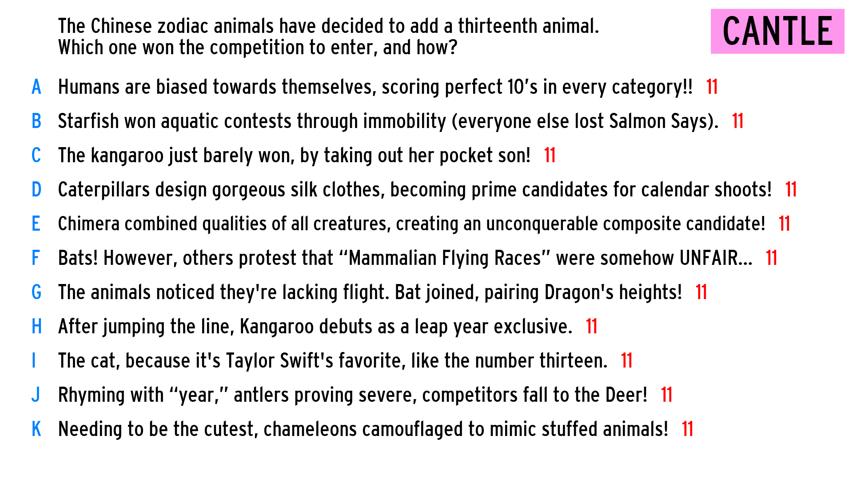 The Chinese zodiac animals have decided to add a thirteenth animal.
Which one won the competition to enter, and how?
CANTLE
A Humans are biased towards themselves, scoring perfect 10's in every category!! 11
B Starfish won aquatic contests through immobility (everyone else lost Salmon Says). 11
C The kangaroo just barely won, by taking out her pocket son! 11
D Caterpillars design gorgeous silk clothes, becoming prime candidates for calendar shoots! 11
E Chimera combined qualities of all creatures, creating an unconquerable composite candidate! 11
F Bats! However, others protest that “Mammalian Flying Races” were somehow UNFAIR... 11
G The animals noticed they're lacking flight. Bat joined, pairing Dragon's heights! 11
H After jumping the line, Kangaroo debuts as a leap year exclusive. 11
I The cat, because it's Taylor Swift's favorite, like the number thirteen. 11
J Rhyming with “year,” antlers proving severe, competitors fall to the Deer! 11
K Needing to be the cutest, chameleons camouflaged to mimic stuffed animals! 11